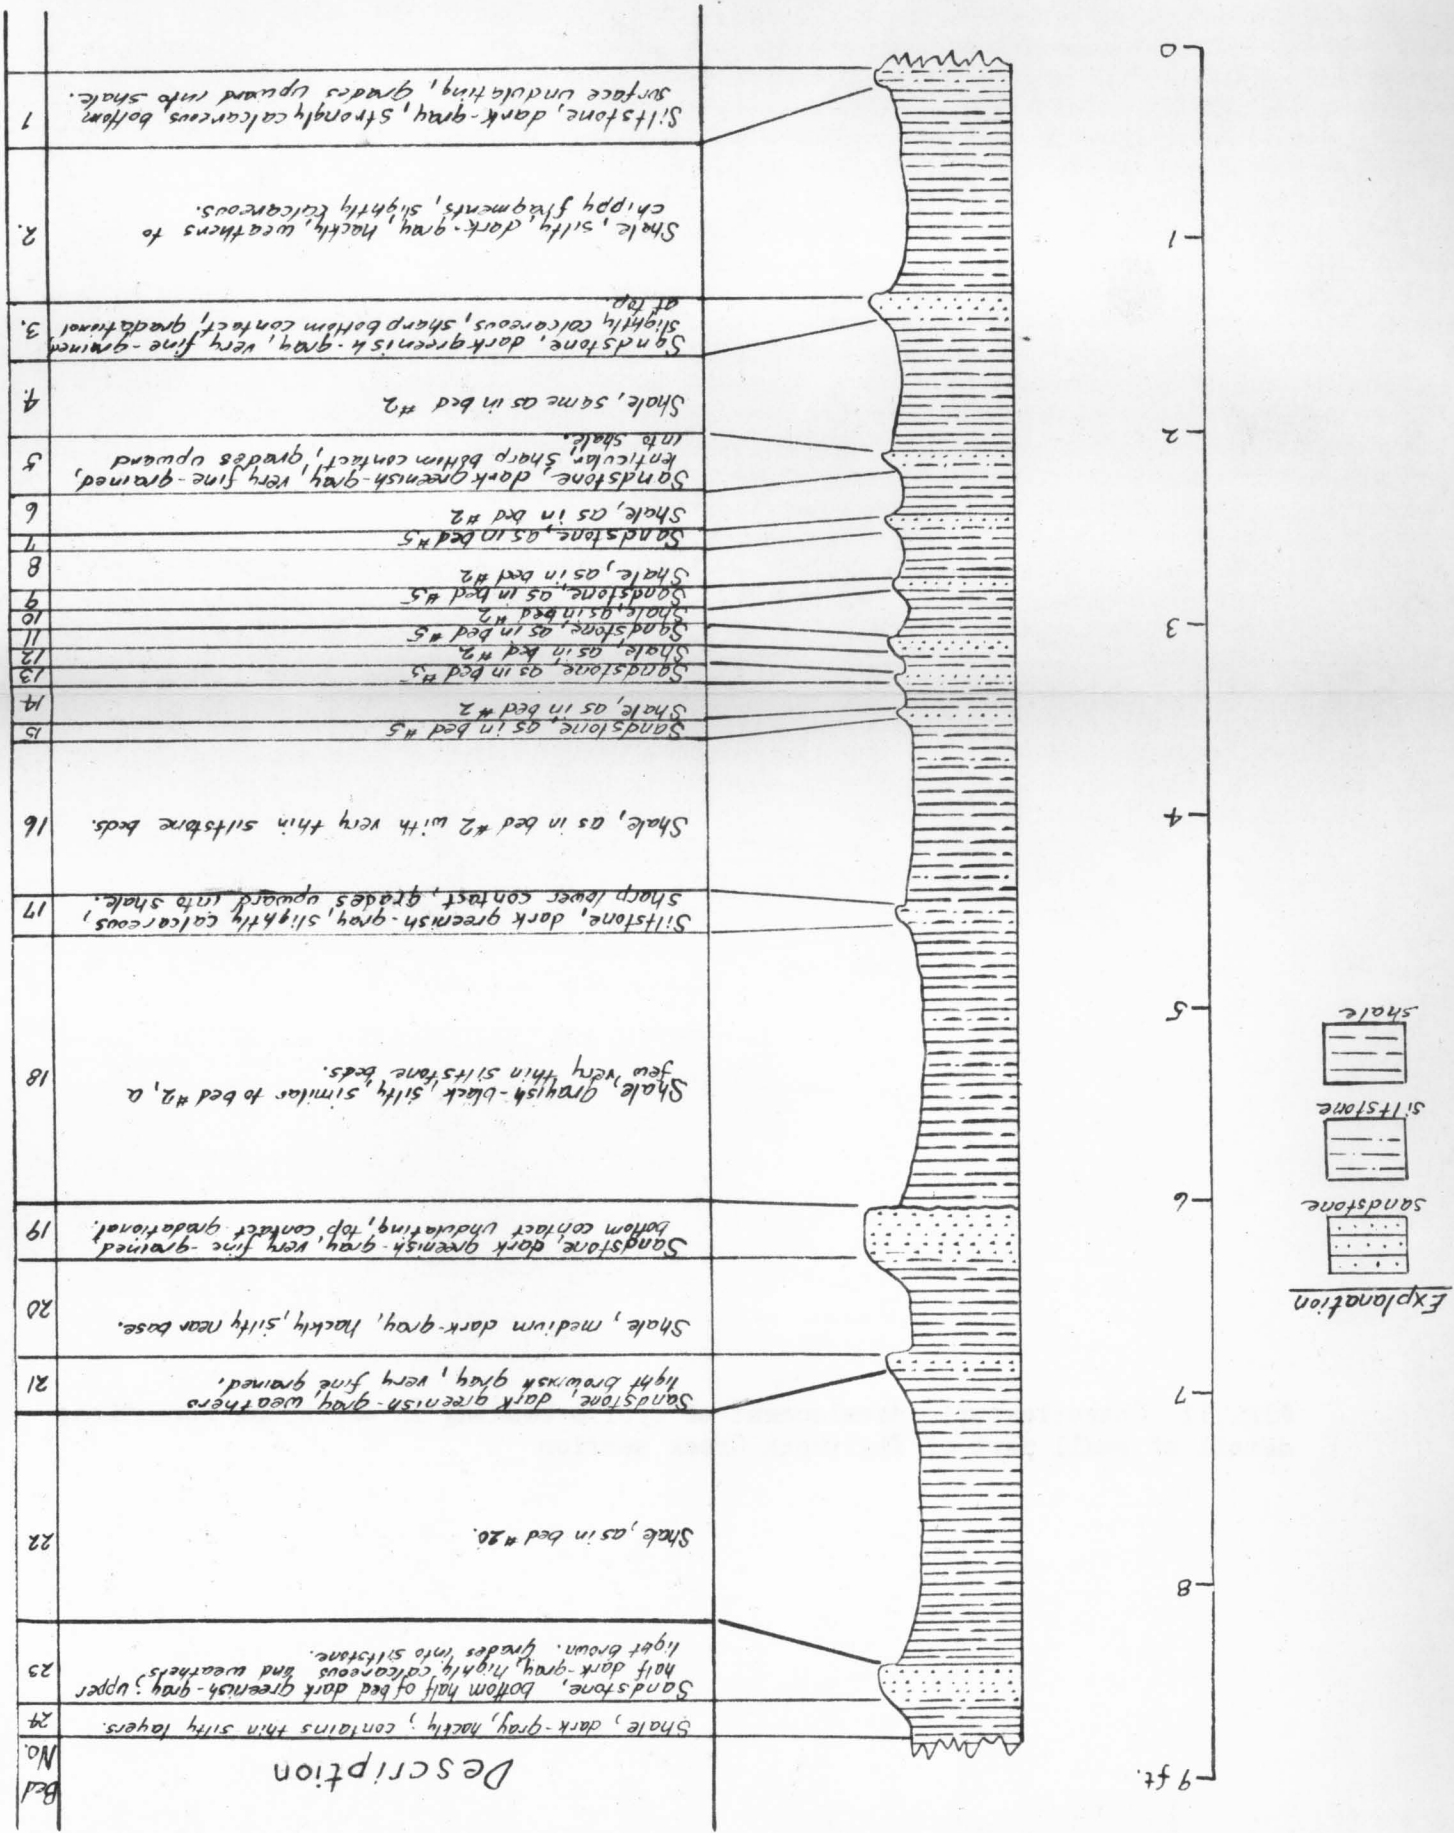 9 ft.
8
7
6
5
4
3
2
1
0
Explanation
sandstone
siltstone
shale
Description
Bed
No.
Shale, dark-gray, hackly; contains thin silty layers.
24
Sandstone, bottom half of bed dark greenish-gray; upper
half dark-gray, highly calcareous and weathers
light brown. Grades into siltstone.
23
Shale, as in bed #20.
22
Sandstone, dark greenish-gray, weathers
light brownish gray, very fine grained.
21
Shale, medium dark-gray, hackly, silty near base.
20
Sandstone, dark greenish-gray, very fine-grained,
bottom contact undulating, top contact gradational.
19
Shale, grayish-black, silty, similar to bed #2, a
few very thin siltstone beds.
18
Siltstone, dark greenish-gray, slightly calcareous,
sharp lower contact, grades upward into shale.
17
Shale, as in bed #2 with very thin siltstone beds.
16
Sandstone, as in bed #5
15
Shale, as in bed #2
14
Sandstone, as in bed #5
13
Shale, as in bed #2
12
Sandstone, as in bed #5
11
Shale, as in bed #2
10
Sandstone, as in bed #5
9
Shale, as in bed #2
8
Sandstone, as in bed #5
7
Shale, as in bed #2
6
Sandstone, dark greenish-gray, very fine-grained,
lenticular, sharp bottom contact, grades upward
into shale.
5
Shale, same as in bed #2
4.
Sandstone, dark greenish-gray, very fine-grained,
slightly calcareous, sharp bottom contact, gradational
at top.
3.
Shale, silty, dark-gray, hackly, weathers to
chippy fragments, slightly calcareous.
2.
Siltstone, dark-gray, strongly calcareous, bottom
surface undulating, grades upward into shale.
1